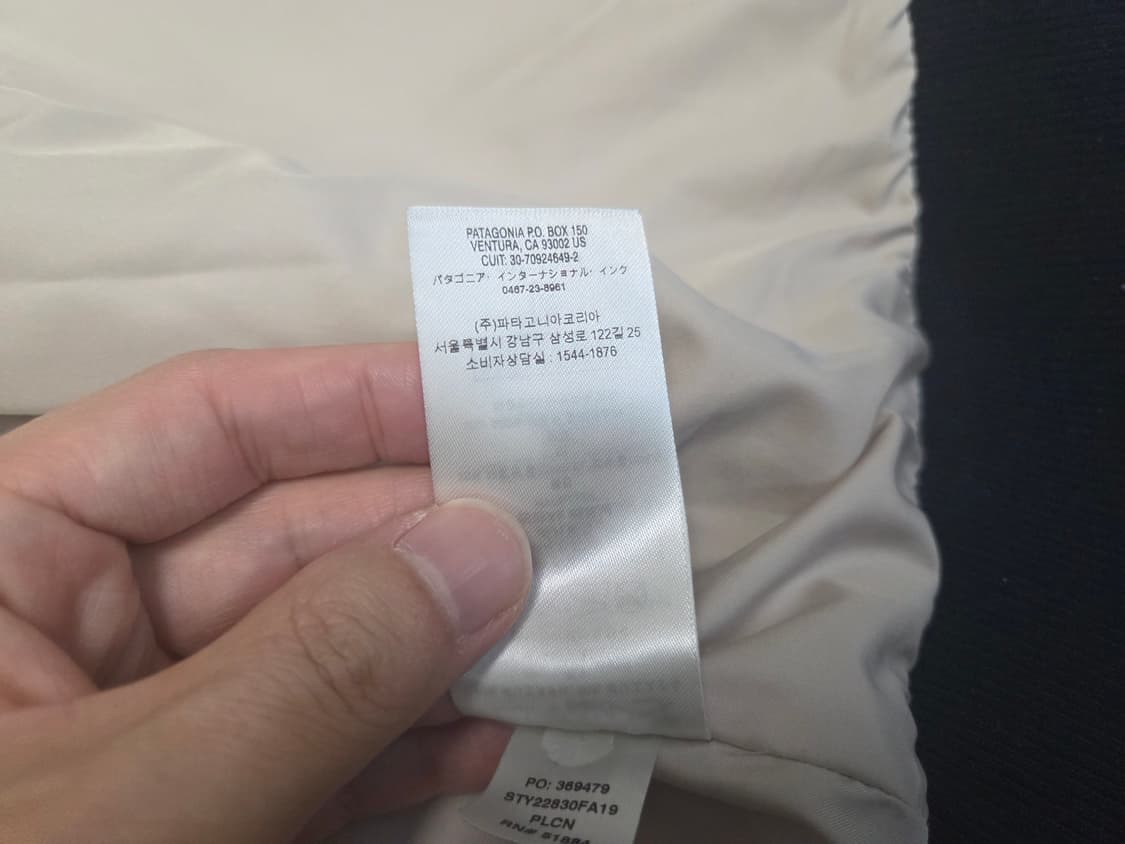 PATAGONIA P.O. BOX 150
VENTURA, CA 93002 US
CUIT: 30-70924649-2
パタゴニア・インターナショナル・インク
0467-23-8961
(주)파타고니아코리아
서울특별시 강남구 삼성로 122길 25
소비자상담실 : 1544-1876
PO: 369479
STY22830FA19
PLCN
RN# 51884